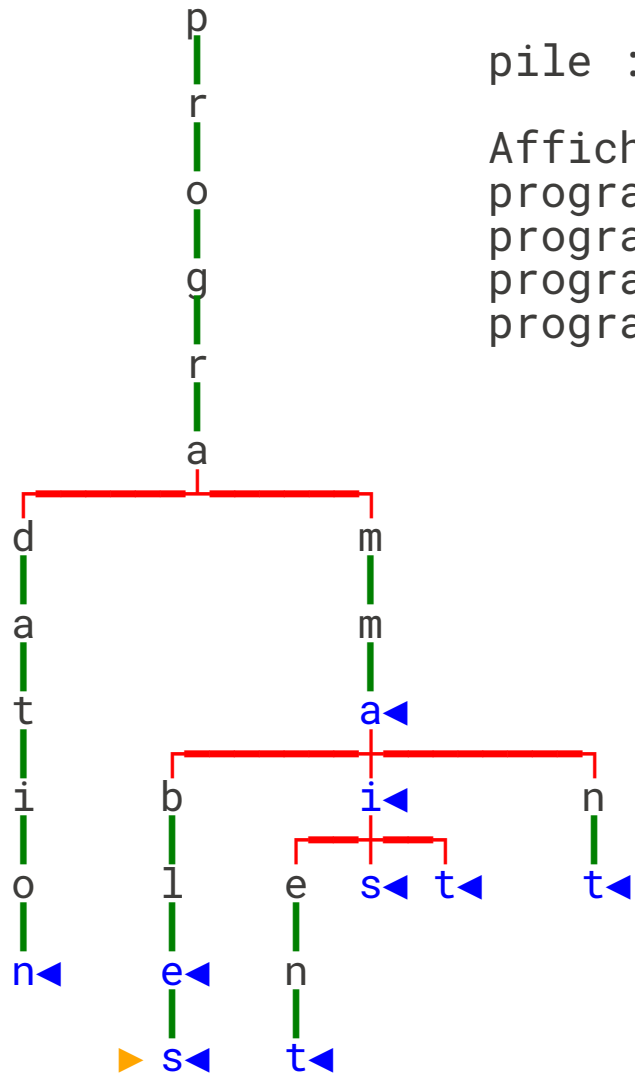 p
pile :
r
Affich
o progra
progra
g progra
progra
r
a
d m
a m
t a◄
i b i◄ n
o l e s◄ t◄ t◄
n◄ e◄ n
► s◄ t◄